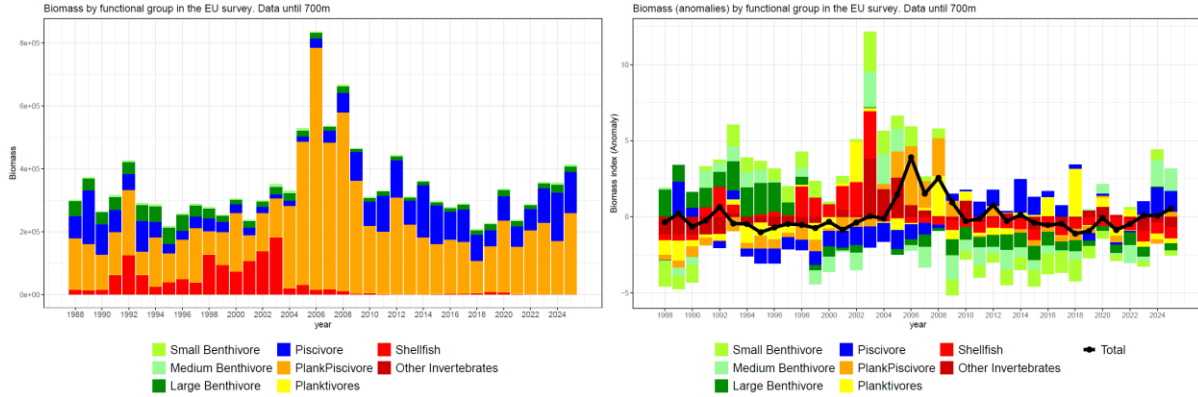 Biomass by functional group in the EU survey. Data until 700m
8e+05
6e+05
4e+05
2e+05
0e+00
Biomass
1988 1990 1992 1994 1996 1998 2000 2002 2004 2006 2008 2010 2012 2014 2016 2018 2020 2022 2024
year
Small Benthivore Piscivore Shellfish
Medium Benthivore PlankPiscivore Other Invertebrates
Large Benthivore Planktivores
Biomass (anomalies) by functional group in the EU survey. Data until 700m
10
5
0
−5
Biomass index (Anomaly)
1988 1990 1992 1994 1996 1998 2000 2002 2004 2006 2008 2010 2012 2014 2016 2018 2020 2022 2024
year
Small Benthivore Piscivore Shellfish Total
Medium Benthivore PlankPiscivore Other Invertebrates
Large Benthivore Planktivores